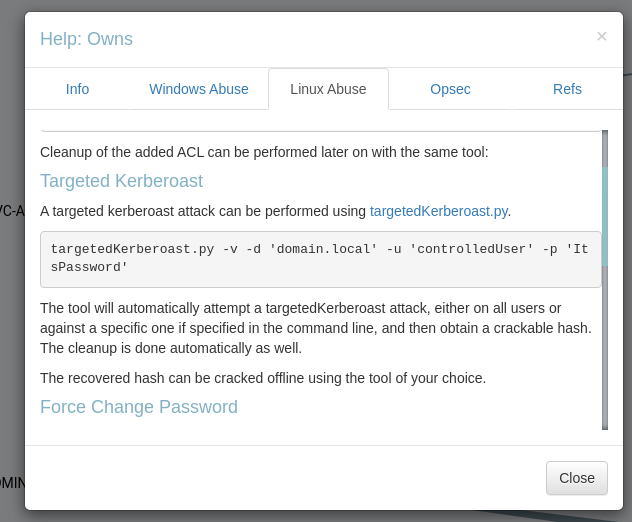 Help: Owns
×
Info
Windows Abuse
Linux Abuse
Opsec
Refs
Cleanup of the added ACL can be performed later on with the same tool:
Targeted Kerberoast
VC-A
A targeted kerberoast attack can be performed using targetedKerberoast.py.
targetedKerberoast.py -v -d 'domain.local' -u 'controlledUser' -p 'It
sPassword'
The tool will automatically attempt a targetedKerberoast attack, either on all users or
against a specific one if specified in the command line, and then obtain a crackable hash.
The cleanup is done automatically as well.
The recovered hash can be cracked offline using the tool of your choice.
Force Change Password
OMIN
Close